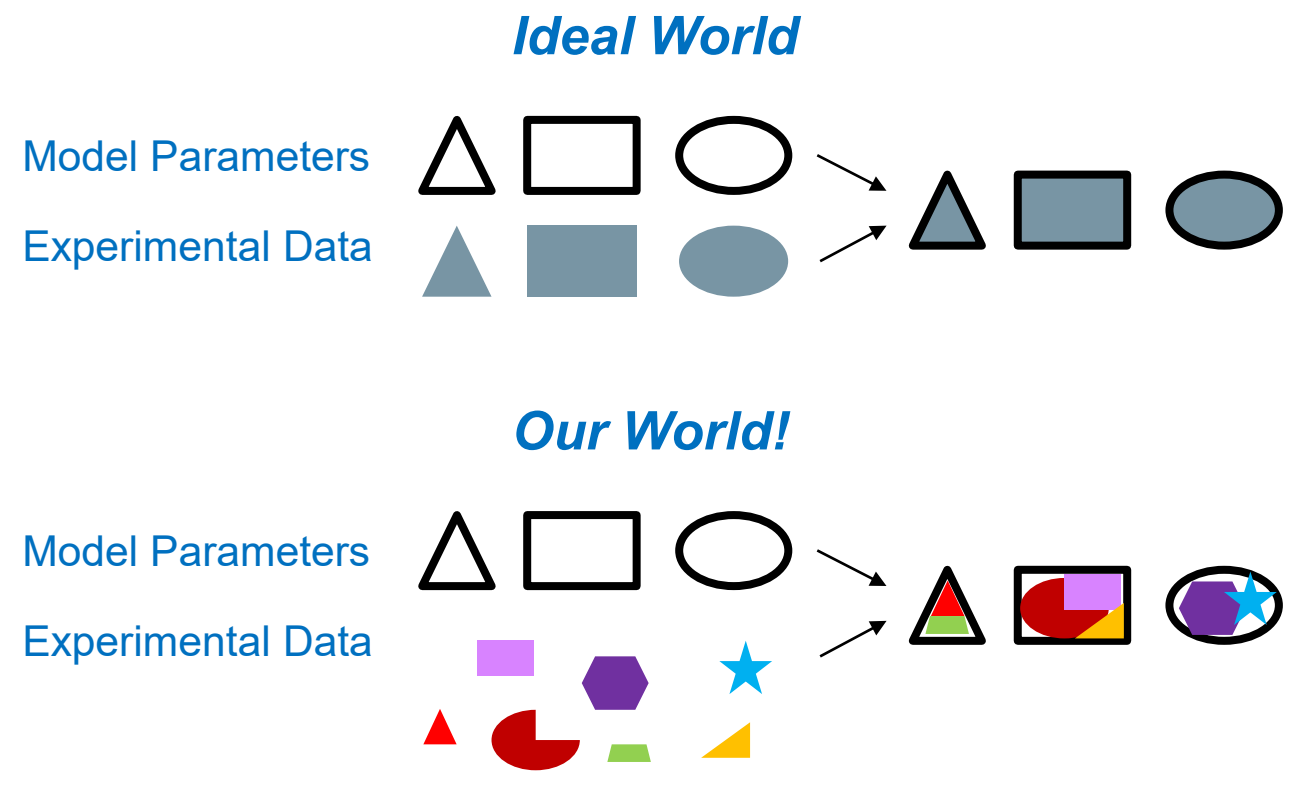 Ideal World
Model Parameters
Experimental Data
Our World!
Model Parameters
Experimental Data